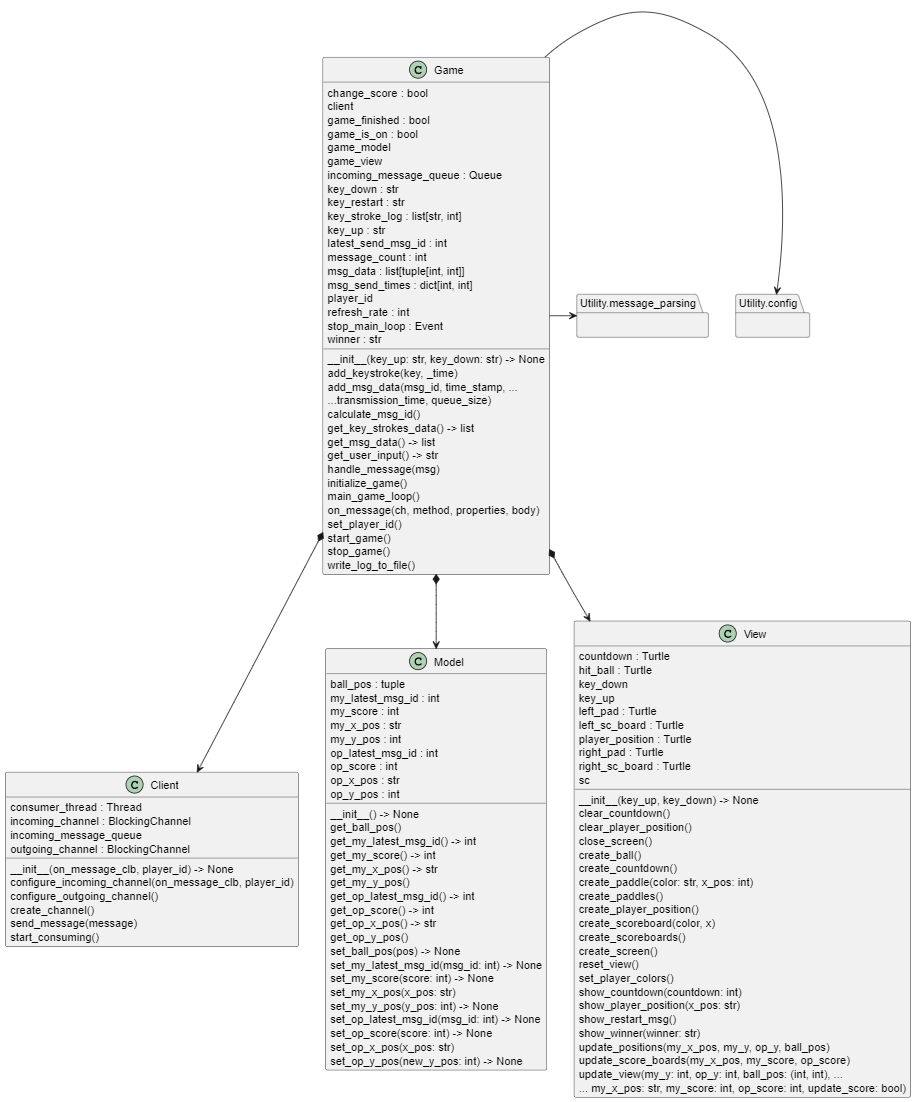 C Game
change_score : bool
client
game_finished : bool
game_is_on : bool
game_model
game_view
incoming_message_queue : Queue
key_down : str
key_restart : str
key_stroke_log : list[str, int]
key_up : str
latest_send_msg_id : int
message_count : int
msg_data : list[tuple[int, int]]
msg_send_times : dict[int, int]
player_id
refresh_rate : int
stop_main_loop : Event
winner : str
__init__(key_up: str, key_down: str) -> None
add_keystroke(key, _time)
add_msg_data(msg_id, time_stamp, ...
...transmission_time, queue_size)
calculate_msg_id()
get_key_strokes_data() -> list
get_msg_data() -> list
get_user_input() -> str
handle_message(msg)
initialize_game()
main_game_loop()
on_message(ch, method, properties, body)
set_player_id()
start_game()
stop_game()
write_log_to_file()
Utility.message_parsing
Utility.config
C Client
consumer_thread : Thread
incoming_channel : BlockingChannel
incoming_message_queue
outgoing_channel : BlockingChannel
__init__(on_message_clb, player_id) -> None
configure_incoming_channel(on_message_clb, player_id)
configure_outgoing_channel()
create_channel()
send_message(message)
start_consuming()
C Model
ball_pos : tuple
my_latest_msg_id : int
my_score : int
my_x_pos : str
my_y_pos : int
op_latest_msg_id : int
op_score : int
op_x_pos : str
op_y_pos : int
__init__() -> None
get_ball_pos()
get_my_latest_msg_id() -> int
get_my_score() -> int
get_my_x_pos() -> str
get_my_y_pos()
get_op_latest_msg_id() -> int
get_op_score() -> int
get_op_x_pos() -> str
get_op_y_pos()
set_ball_pos(pos) -> None
set_my_latest_msg_id(msg_id: int) -> None
set_my_score(score: int) -> None
set_my_x_pos(x_pos: str)
set_my_y_pos(y_pos: int) -> None
set_op_latest_msg_id(msg_id: int) -> None
set_op_score(score: int) -> None
set_op_x_pos(x_pos: str)
set_op_y_pos(new_y_pos: int) -> None
C View
countdown : Turtle
hit_ball : Turtle
key_down
key_up
left_pad : Turtle
left_sc_board : Turtle
player_position : Turtle
right_pad : Turtle
right_sc_board : Turtle
sc
__init__(key_up, key_down) -> None
clear_countdown()
clear_player_position()
close_screen()
create_ball()
create_countdown()
create_paddle(color: str, x_pos: int)
create_paddles()
create_player_position()
create_scoreboard(color, x)
create_scoreboards()
create_screen()
reset_view()
set_player_colors()
show_countdown(countdown: int)
show_player_position(x_pos: str)
show_restart_msg()
show_winner(winner: str)
update_positions(my_x_pos, my_y, op_y, ball_pos)
update_score_boards(my_x_pos, my_score, op_score)
update_view(my_y: int, op_y: int, ball_pos: (int, int), ...
... my_x_pos: str, my_score: int, op_score: int, update_score: bool)